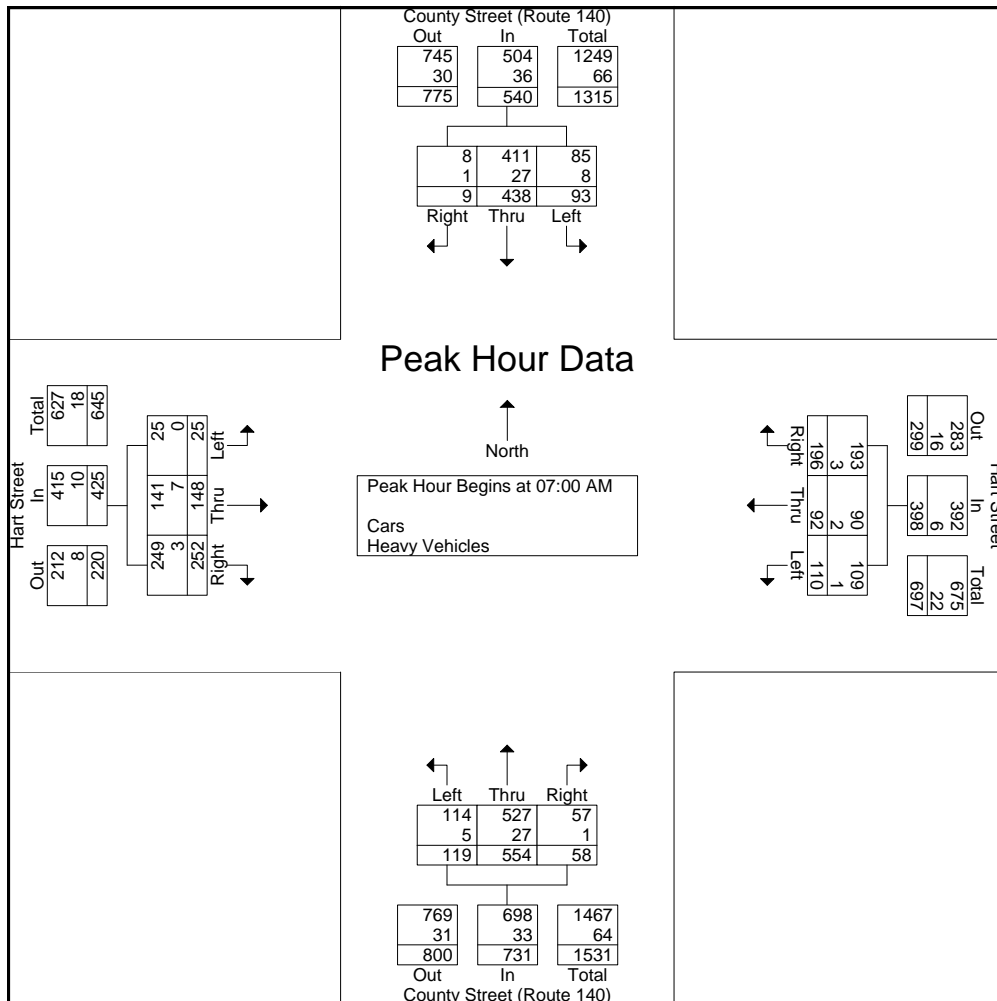 County Street (Route 140)
Out In Total
745 504 1249
30 36 66
775 540 1315
8 411 85
1 27 8
9 438 93
Right Thru Left
Peak Hour Data
North
Peak Hour Begins at 07:00 AM
Cars
Heavy Vehicles
Hart Street
Total In Out
627 415 212
18 10 8
645 425 220
25 141 249
0 7 3
25 148 252
Left Thru Right
Hart Street
Out In Total
283 392 675
16 6 22
299 398 697
193 90 109
3 2 1
196 92 110
Right Thru Left
Left Thru Right
114 527 57
5 27 1
119 554 58
769 698 1467
31 33 64
800 731 1531
Out In Total
County Street (Route 140)